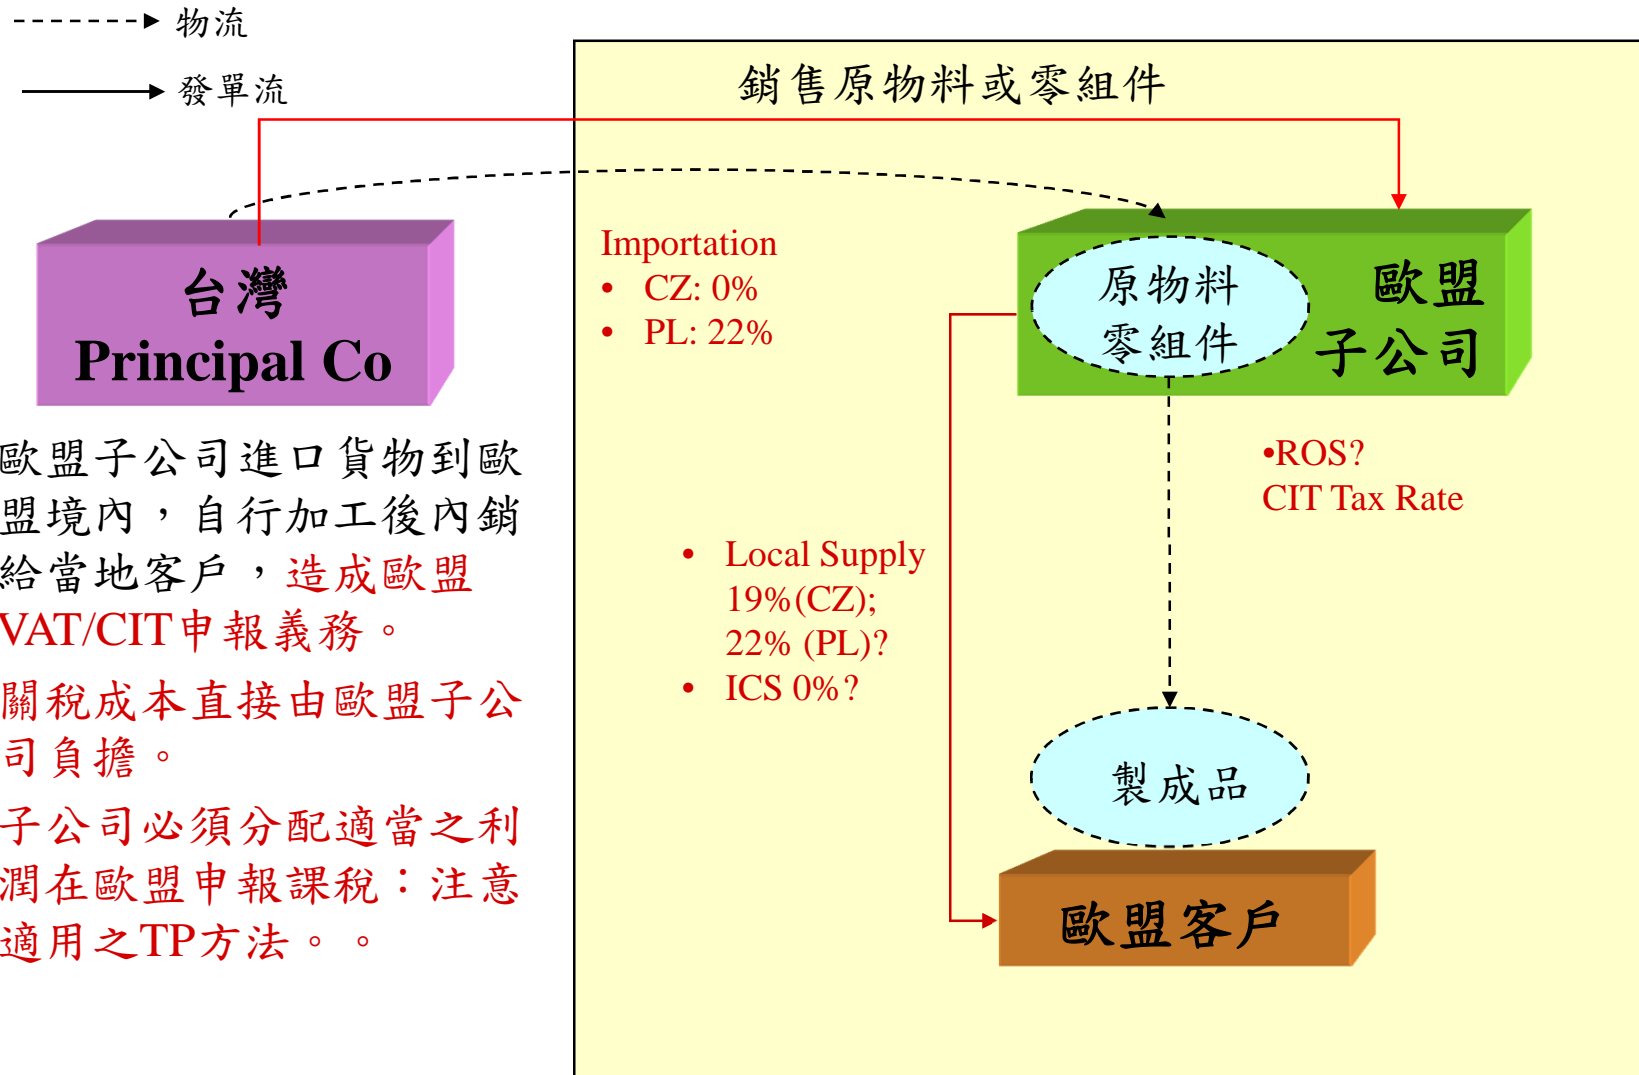 物流
發單流
銷售原物料或零組件
台灣
Principal Co
Importation
• CZ: 0%
• PL: 22%
原物料
零組件
歐盟
子公司
歐盟子公司進口貨物到歐
盟境內，自行加工後內銷
給當地客戶，造成歐盟
VAT/CIT申報義務。
關稅成本直接由歐盟子公
司負擔。
子公司必須分配適當之利
潤在歐盟申報課稅：注意
適用之TP方法。。
•ROS?
CIT Tax Rate
• Local Supply
19%(CZ);
22% (PL)?
• ICS 0%?
製成品
歐盟客戶